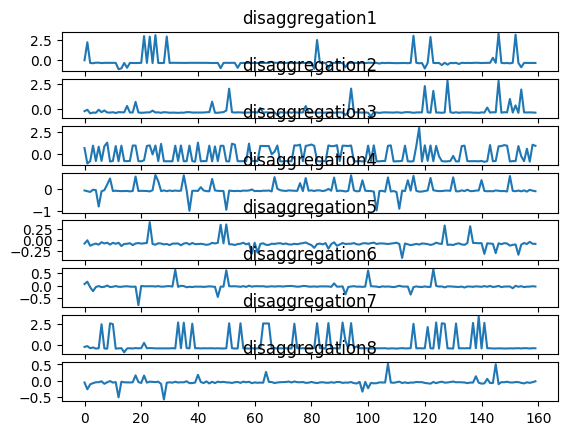 disaggregation1
2.5
0.0
disaggregation2
2.5
0.0
disaggregation3
2.5
0.0
disaggregation4
0
−1
disaggregation5
0.25
0.00
−0.25
disaggregation6
0.5
0.0
−0.5
disaggregation7
2.5
0.0
disaggregation8
0.5
0.0
−0.5
0 20 40 60 80 100 120 140 160